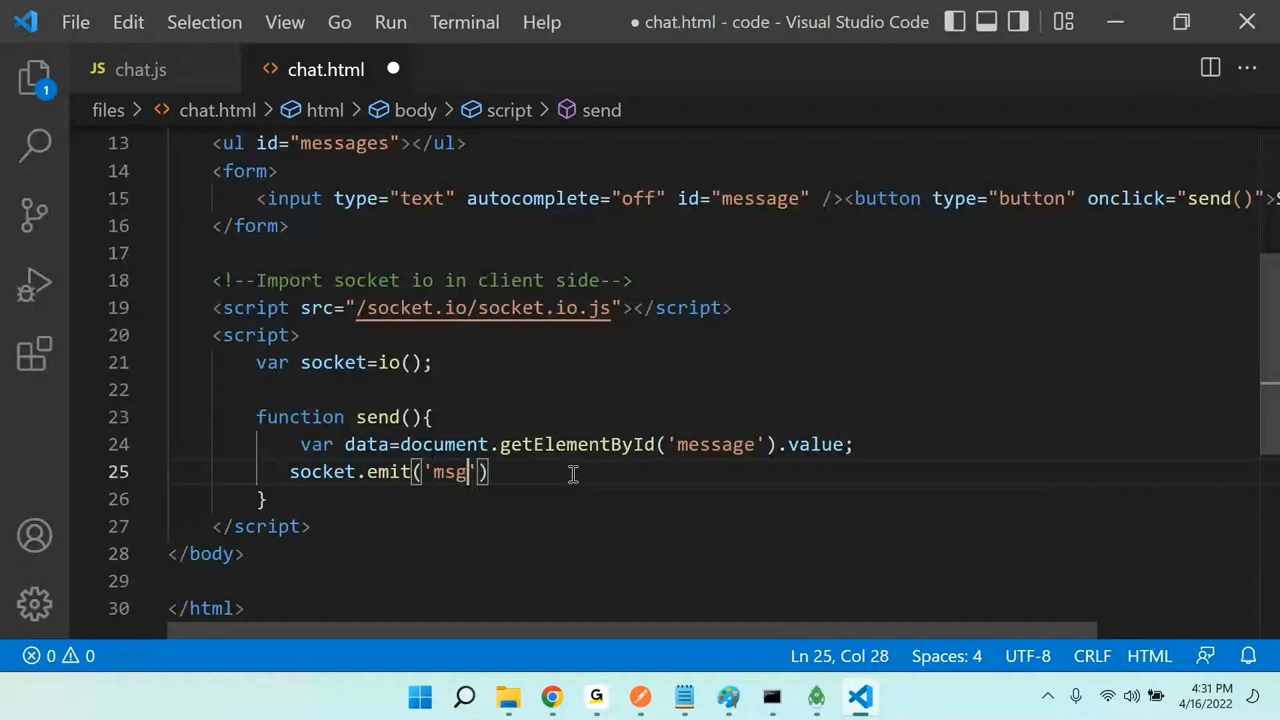 File Edit Selection View Go Run Terminal Help ● chat.html - code - Visual Studio Code
JS chat.js <> chat.html ●
files > <> chat.html > html > body > script > send
13 <ul id="messages"></ul>
14 <form>
15 <input type="text" autocomplete="off" id="message" /><button type="button" onclick="send()">S
16 </form>
17
18 <!--Import socket io in client side-->
19 <script src="/socket.io/socket.io.js"></script>
20 <script>
21 var socket=io();
22
23 function send(){
24 var data=document.getElementById('message').value;
25 socket.emit('msg')
26 }
27 </script>
28 </body>
29
30 </html>
1
0 0 Ln 25, Col 28 Spaces: 4 UTF-8 CRLF HTML
G
4:31 PM
4/16/2022